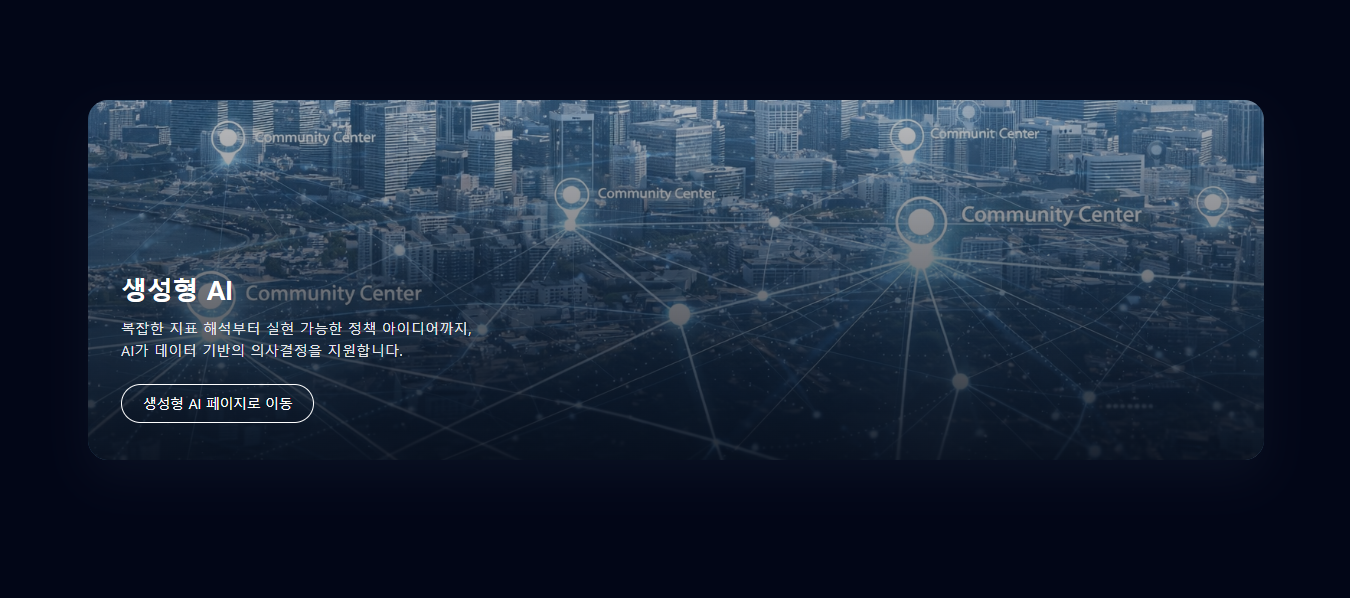 Community Center
Communit Center
Community Center
Community Center
생성형 AI
Community Center
복잡한 지표 해석부터 실현 가능한 정책 아이디어까지,
AI가 데이터 기반의 의사결정을 지원합니다.
생성형 AI 페이지로 이동